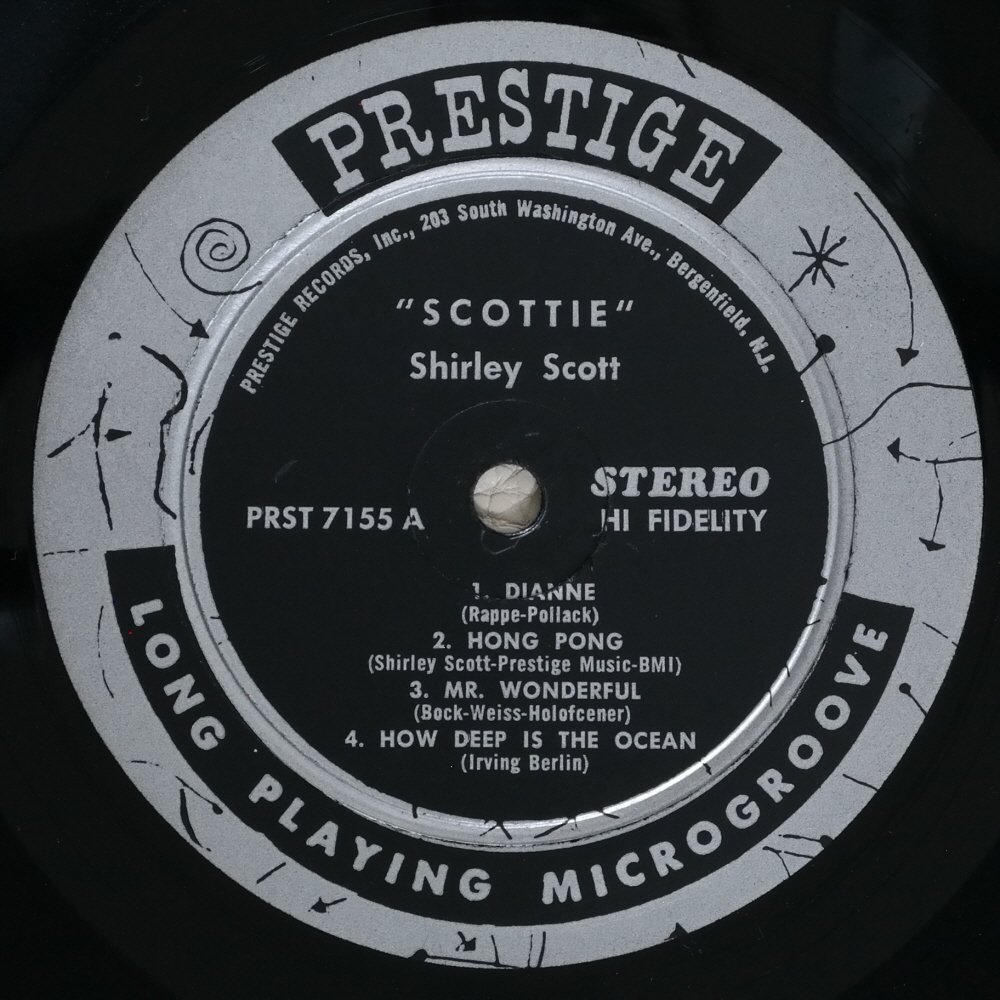 PRESTIGE
PRESTIGE RECORDS, Inc., 203 South Washington Ave., Bergenfield, N.J.
"SCOTTIE"
Shirley Scott
STEREO
PRST 7155 A
HI FIDELITY
1. DIANNE
(Rappe-Pollack)
2. HONG PONG
(Shirley Scott-Prestige Music-BMI)
3. MR. WONDERFUL
(Bock-Weiss-Holofcener)
4. HOW DEEP IS THE OCEAN
(Irving Berlin)
LONG PLAYING MICROGROOVE